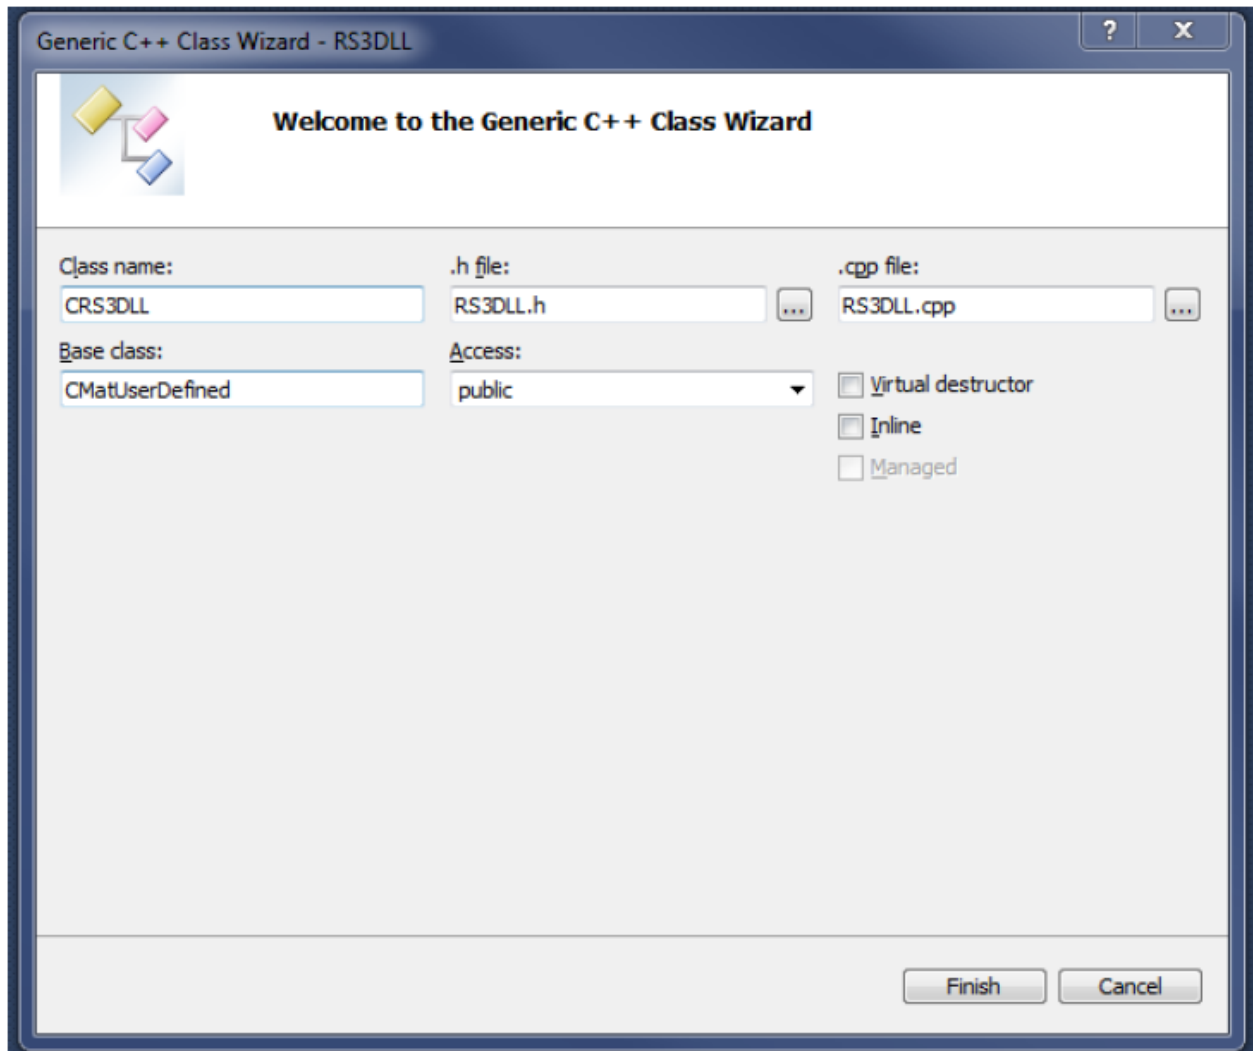 Generic C++ Class Wizard - RS3DLL
?
X
Welcome to the Generic C++ Class Wizard
Class name:
.h file:
.cpp file:
CRS3DLL
RS3DLL.h
...
RS3DLL.cpp
...
Base class:
Access:
CMatUserDefined
public
Virtual destructor
Inline
Managed
Finish
Cancel